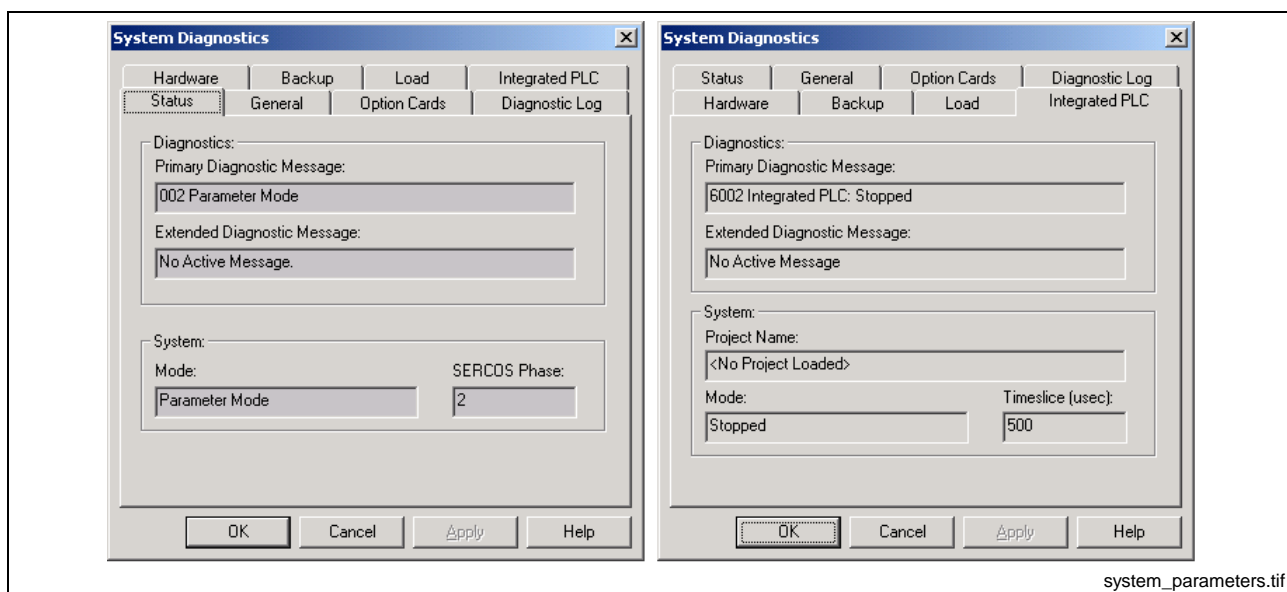 System Diagnostics
Hardware Backup Load Integrated PLC
Status General Option Cards Diagnostic Log
Diagnostics:
Primary Diagnostic Message:
002 Parameter Mode
Extended Diagnostic Message:
No Active Message.
System:
Mode: SERCOS Phase:
Parameter Mode 2
OK Cancel Apply Help
System Diagnostics
Status General Option Cards Diagnostic Log
Hardware Backup Load Integrated PLC
Diagnostics:
Primary Diagnostic Message:
6002 Integrated PLC: Stopped
Extended Diagnostic Message:
No Active Message
System:
Project Name:
<No Project Loaded>
Mode: Timeslice (usec):
Stopped 500
OK Cancel Apply Help
system_parameters.tif